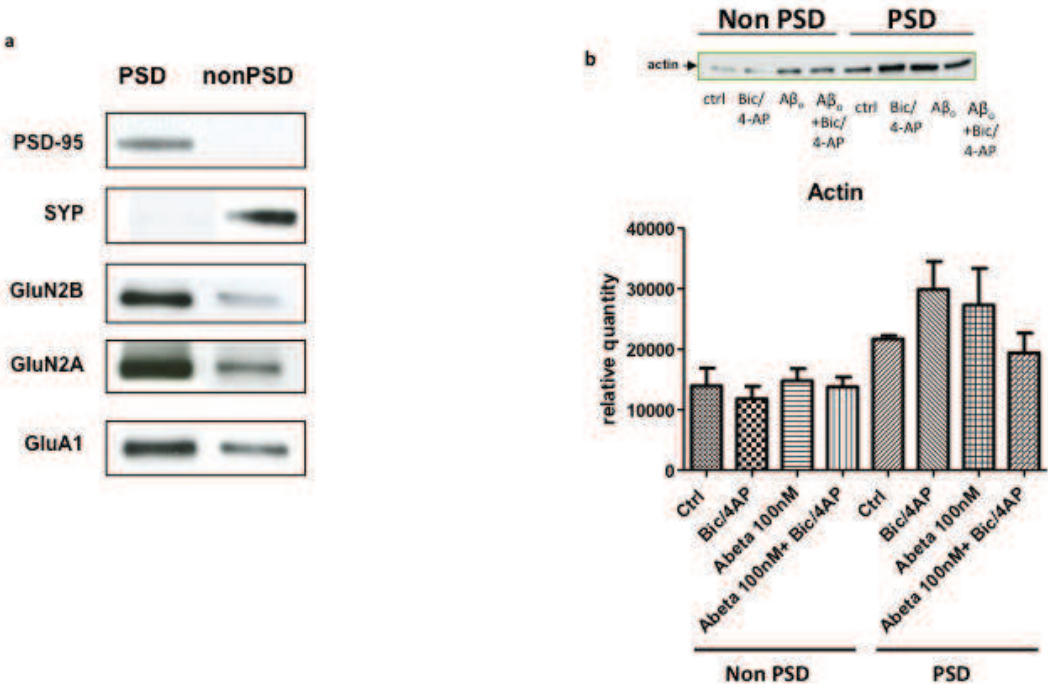 a
PSD nonPSD
PSD-95
SYP
GluN2B
GluN2A
GluA1
b
Non PSD PSD
actin
ctrl Bic/ 4-AP Aβo Aβo +Bic/ 4-AP ctrl Bic/ 4-AP Aβo Aβo +Bic/ 4-AP
Actin
relative quantity
40000
30000
20000
10000
0
Ctrl
Bic/4AP
Abeta 100nM
Abeta 100nM+ Bic/4AP
Ctrl
Bic/4AP
Abeta 100nM
Abeta 100nM+ Bic/4AP
Non PSD PSD